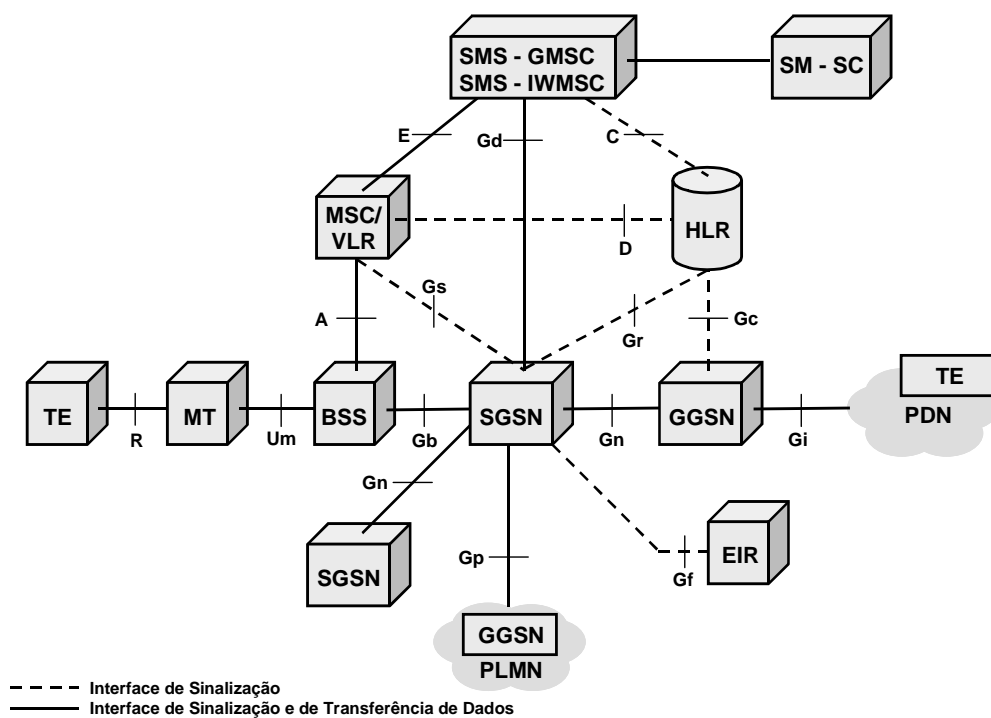 SMS - GMSC
SMS - IWMSC
SM - SC
E
Gd
C
MSC/
VLR
HLR
D
Gs
A
Gr
Gc
TE
MT
BSS
SGSN
GGSN
TE
PDN
R
Um
Gb
Gn
Gi
Gn
SGSN
Gp
EIR
Gf
GGSN
PLMN
Interface de Sinalização
Interface de Sinalização e de Transferência de Dados